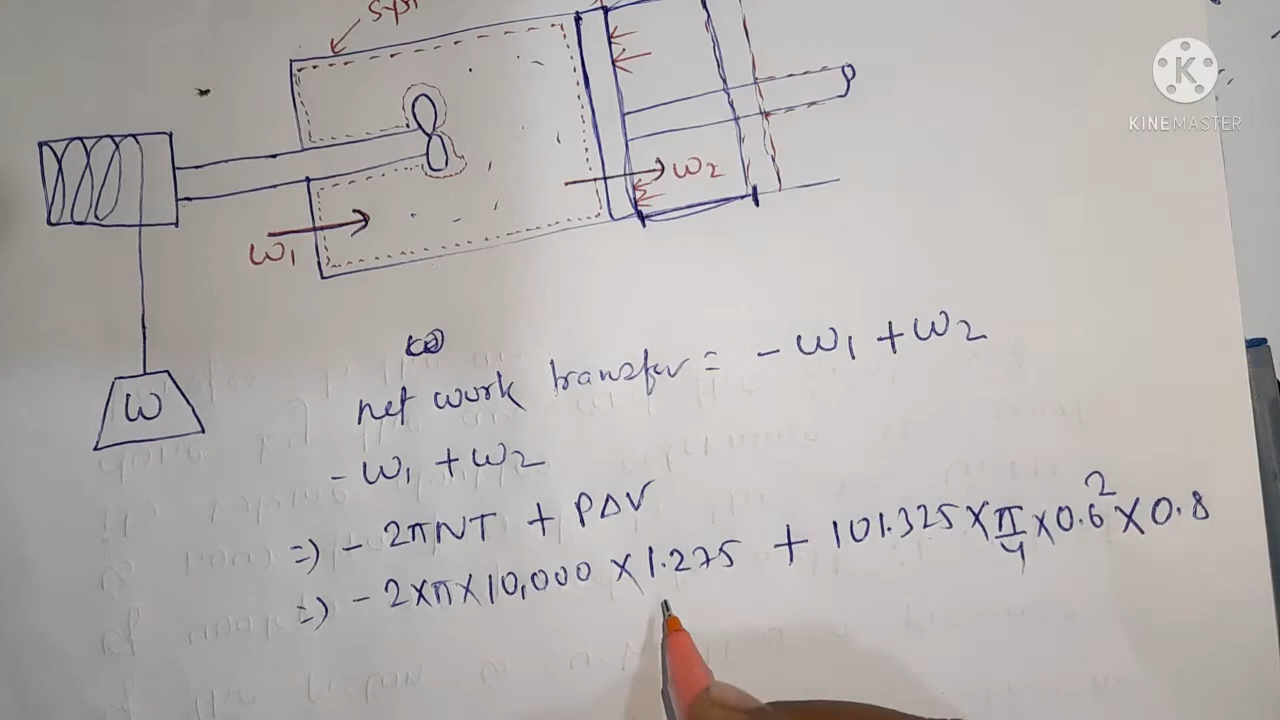 KINEMASTER
W2
W1
W
net work transfer = - W1 + W2
- W1 + W2
=) - 2πNT + PΔV
=) - 2×π×10,000 × 1.275 + 101.325×π/4×0.6²×0.8